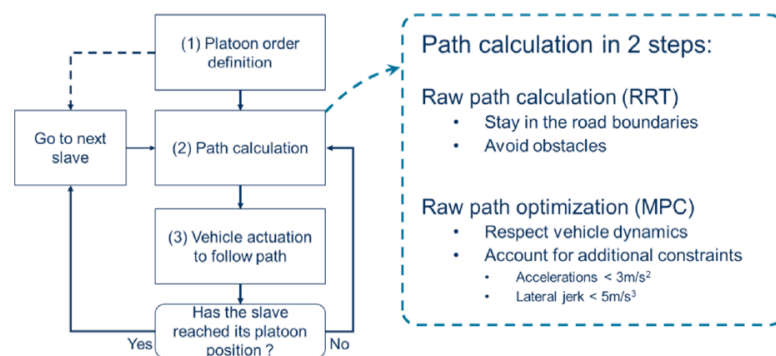 (1) Platoon order
definition
Go to next
slave
(2) Path calculation
(3) Vehicle actuation
to follow path
Has the slave
reached its platoon
position ?
Yes
No
Path calculation in 2 steps:
Raw path calculation (RRT)
• Stay in the road boundaries
• Avoid obstacles
Raw path optimization (MPC)
• Respect vehicle dynamics
• Account for additional constraints
• Accelerations < 3m/s²
• Lateral jerk < 5m/s³